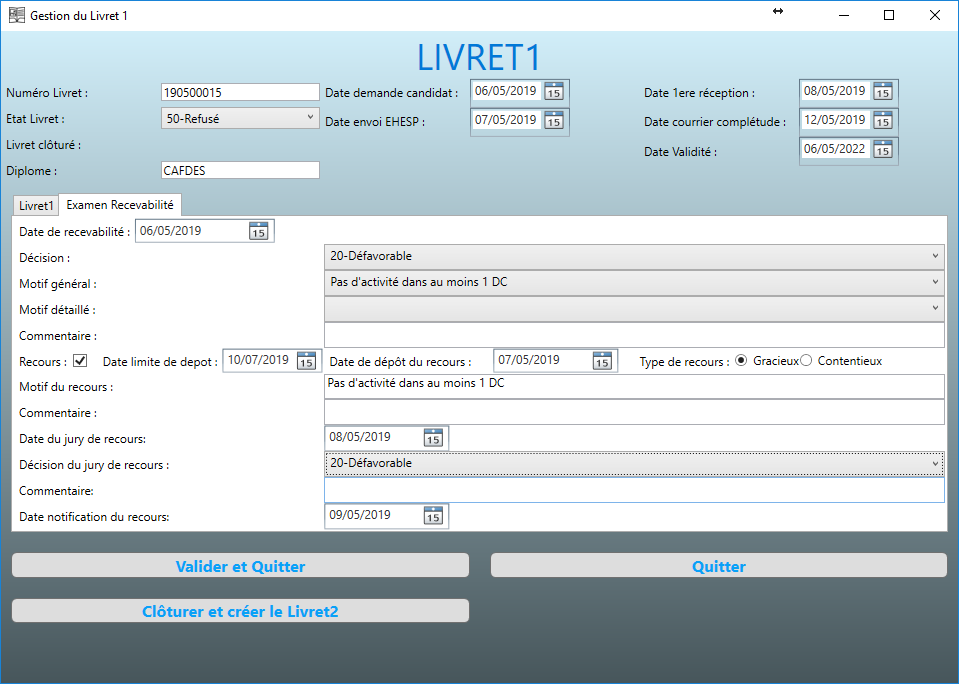 Gestion du Livret 1
LIVRET1
Numéro Livret : 190500015 Date demande candidat : 06/05/2019 15 Date 1ere réception : 08/05/2019 15
Etat Livret : 50-Refusé Date envoi EHESP : 07/05/2019 15 Date courrier complétude : 12/05/2019 15
Livret clôturé : Date Validité : 06/05/2022 15
Diplome : CAFDES
Livret1 Examen Recevabilité
Date de recevabilité : 06/05/2019 15
Décision : 20-Défavorable
Motif général : Pas d'activité dans au moins 1 DC
Motif détaillé :
Commentaire :
Recours : Date limite de depot : 10/07/2019 15 Date de dépôt du recours : 07/05/2019 15 Type de recours : Gracieux Contentieux
Motif du recours : Pas d'activité dans au moins 1 DC
Commentaire :
Date du jury de recours: 08/05/2019 15
Décision du jury de recours : 20-Défavorable
Commentaire:
Date notification du recours: 09/05/2019 15
Valider et Quitter Quitter
Clôturer et créer le Livret2